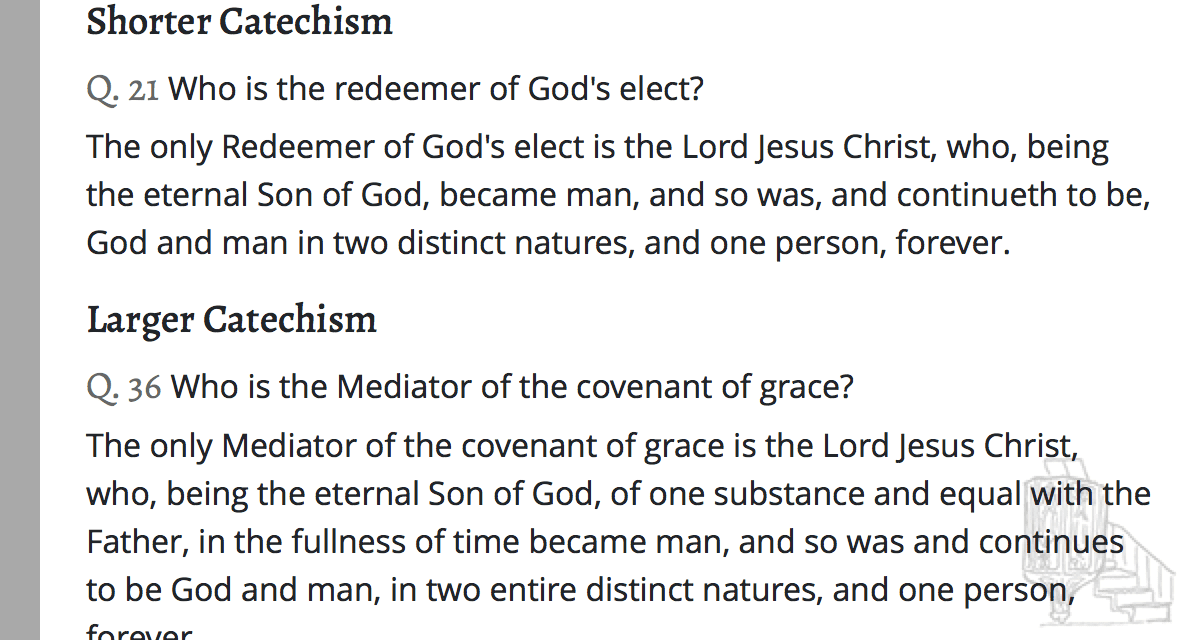 Shorter Catechism
Q. 21 Who is the redeemer of God's elect?
The only Redeemer of God's elect is the Lord Jesus Christ, who, being
the eternal Son of God, became man, and so was, and continueth to be,
God and man in two distinct natures, and one person, forever.
Larger Catechism
Q. 36 Who is the Mediator of the covenant of grace?
The only Mediator of the covenant of grace is the Lord Jesus Christ,
who, being the eternal Son of God, of one substance and equal with the
Father, in the fullness of time became man, and so was and continues
to be God and man, in two entire distinct natures, and one person,
forever.